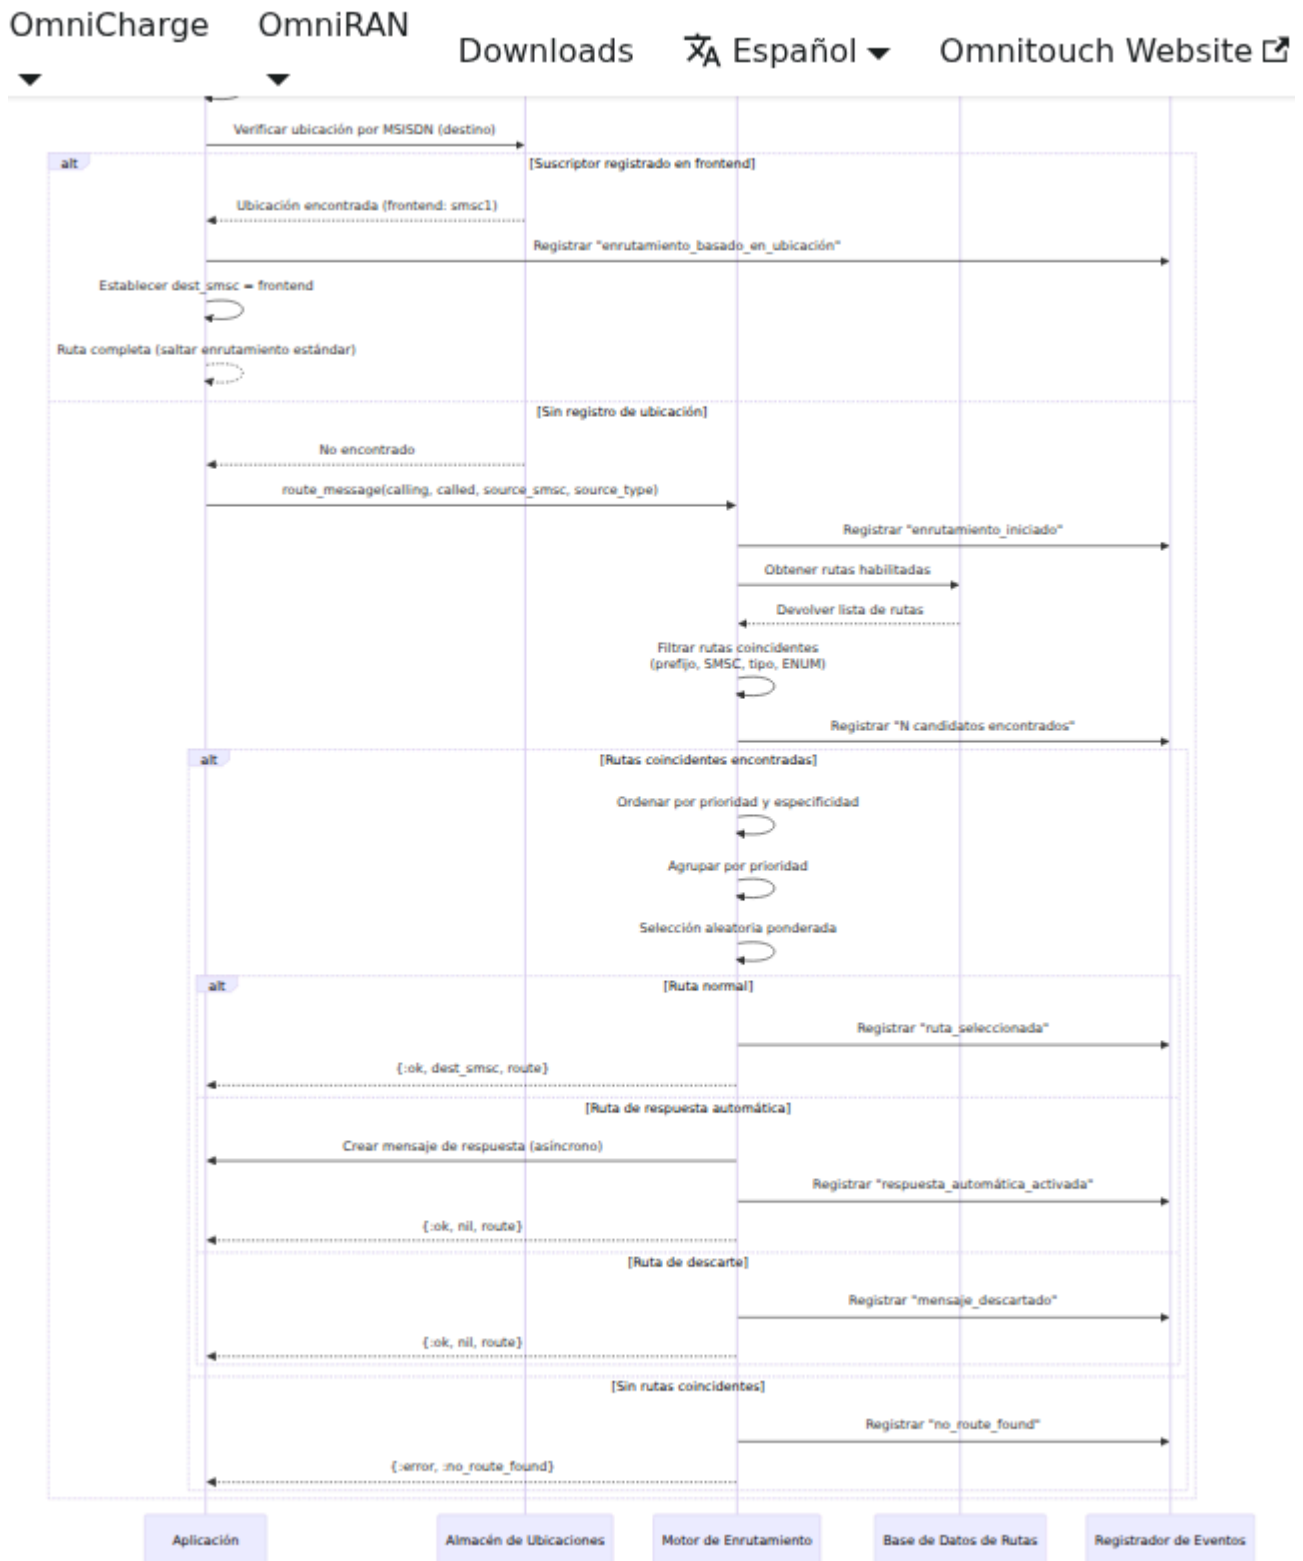 OmniCharge
OmniRAN
Downloads
Español
Omnitouch Website
Verificar ubicación por MSISDN (destino)
alt
[Suscriptor registrado en frontend]
Ubicación encontrada (frontend: smsc1)
Registrar "enrutamiento_basado_en_ubicación"
Establecer dest_smsc = frontend
Ruta completa (saltar enrutamiento estándar)
[Sin registro de ubicación]
No encontrado
route_message(calling, called, source_smsc, source_type)
Registrar "enrutamiento_iniciado"
Obtener rutas habilitadas
Devolver lista de rutas
Filtrar rutas coincidentes
(prefijo, SMSC, tipo, ENUM)
Registrar "N candidatos encontrados"
alt
[Rutas coincidentes encontradas]
Ordenar por prioridad y especificidad
Agrupar por prioridad
Selección aleatoria ponderada
alt
[Ruta normal]
Registrar "ruta_seleccionada"
{:ok, dest_smsc, route}
[Ruta de respuesta automática]
Crear mensaje de respuesta (asíncrono)
Registrar "respuesta_automática_activada"
{:ok, nil, route}
[Ruta de descarte]
Registrar "mensaje_descartado"
{:ok, nil, route}
[Sin rutas coincidentes]
Registrar "no_route_found"
{:error, :no_route_found}
Aplicación
Almacén de Ubicaciones
Motor de Enrutamiento
Base de Datos de Rutas
Registrador de Eventos